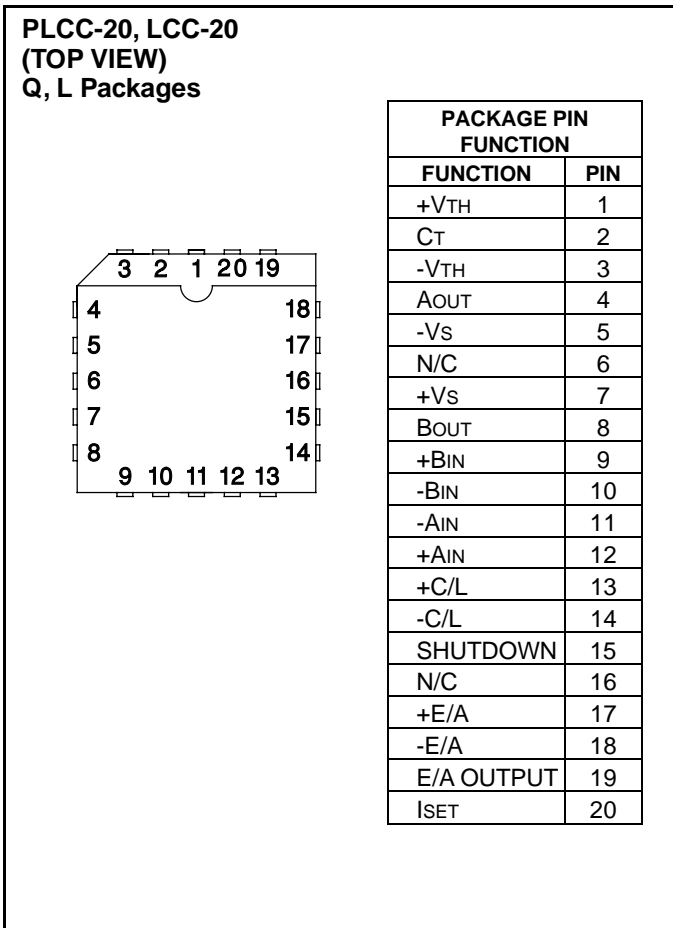 PLCC-20, LCC-20
(TOP VIEW)
Q, L Packages
3 2 1 20 19
4 18
5 17
6 16
7 15
8 14
9 10 11 12 13
PACKAGE PIN
FUNCTION
FUNCTION PIN
+VTH 1
CT 2
-VTH 3
AOUT 4
-VS 5
N/C 6
+VS 7
BOUT 8
+BIN 9
-BIN 10
-AIN 11
+AIN 12
+C/L 13
-C/L 14
SHUTDOWN 15
N/C 16
+E/A 17
-E/A 18
E/A OUTPUT 19
ISET 20